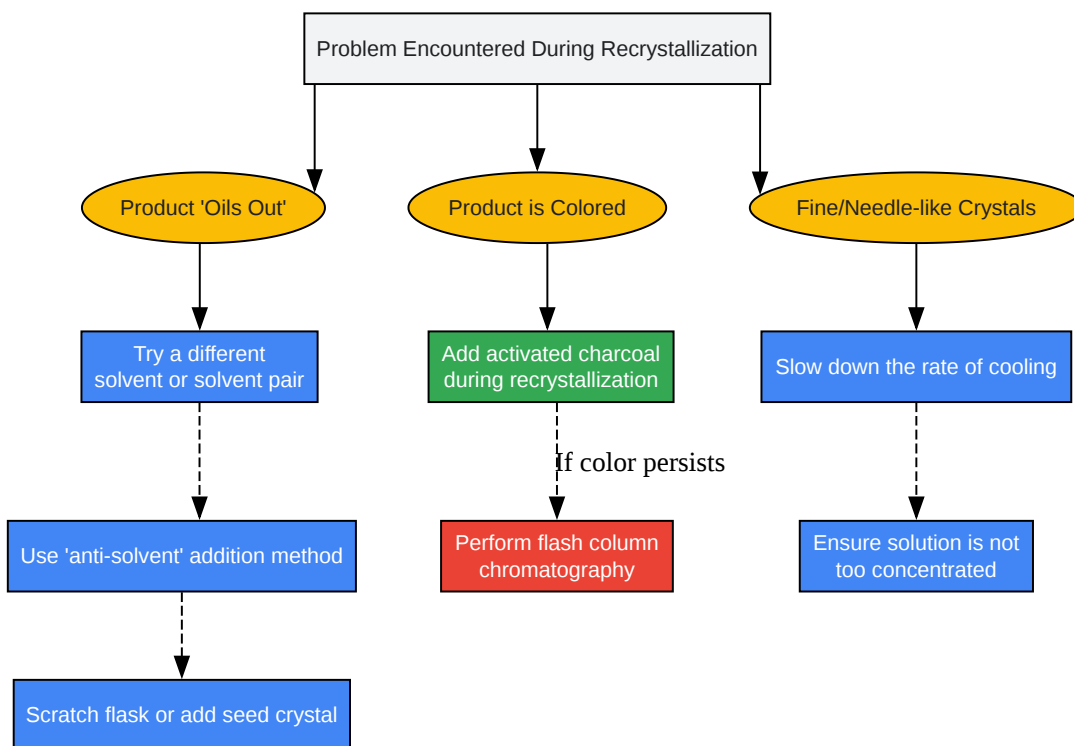 Problem Encountered During Recrystallization
Product 'Oils Out'
Product is Colored
Fine/Needle-like Crystals
Try a different
solvent or solvent pair
Add activated charcoal
during recrystallization
Slow down the rate of cooling
If color persists
Use 'anti-solvent' addition method
Perform flash column
chromatography
Ensure solution is not
too concentrated
Scratch flask or add seed crystal